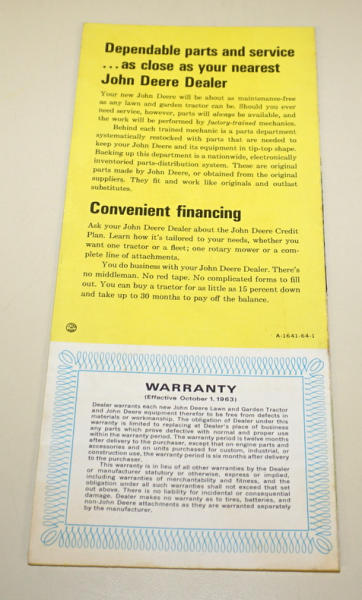 Dependable parts and service
...as close as your nearest
John Deere Dealer
Your new John Deere will be about as maintenance-free
as any lawn and garden tractor can be. Should you ever
need service, however, parts will always be available, and
the work will be performed by factory-trained mechanics.
Behind each trained mechanic is a parts department
systematically restocked with parts that are needed to
keep your John Deere and its equipment in tip-top shape.
Backing up this department is a nationwide, electronically
inventoried parts-distribution system. These are original
parts made by John Deere, or obtained from the original
suppliers. They fit and work like originals and outlast
substitutes.
Convenient financing
Ask your John Deere Dealer about the John Deere Credit
Plan. Learn how it's tailored to your needs, whether you
want one tractor or a fleet; one rotary mower or a com-
plete line of attachments.
You do business with your John Deere Dealer. There's
no middleman. No red tape. No complicated forms to fill
out. You can buy a tractor for as little as 15 percent down
and take up to 30 months to pay off the balance.
A-1641-64-1
WARRANTY
(Effective October 1, 1963)
Dealer warrants each new John Deere Lawn and Garden Tractor
and John Deere equipment therefor to be free from defects in
materials or workmanship. The obligation of Dealer under this
warranty is limited to replacing at Dealer's place of business
any parts which prove defective with normal and proper use
within the warranty period. The warranty period is twelve months
after delivery to the purchaser, except that on engine parts and
accessories and on units purchased for custom, industrial, or
construction use, the warranty period is six months after delivery
to the purchaser.
This warranty is in lieu of all other warranties by the Dealer
or manufacturer statutory or otherwise, express or implied,
including warranties of merchantability and fitness, and the
obligation under all such warranties shall not exceed that set
out above. There is no liability for incidental or consequential
damage. Dealer makes no warranty as to tires, batteries, and
non-John Deere attachments as they are warranted separately
by the manufacturer.